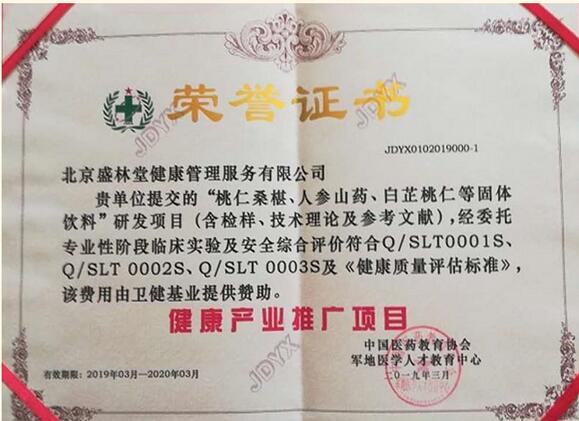 荣誉证书
JDYX
JDYX0102019000-1
北京盛林堂健康管理服务有限公司
贵单位提交的“桃仁桑椹、人参山药、白芷桃仁等固体
饮料”研发项目（含检样、技术理论及参考文献），经委托
专业性阶段临床实验及安全综合评价符合Q/SLT0001S、
Q/SLT 0002S、Q/SLT 0003S及《健康质量评估标准》，
该费用由卫健基业提供赞助。
JDYX
健康产业推广项目
JDYX
中国医药教育协会
军地医学人才教育中心
二〇一九年三月
有效期限：2019年03月—2020年03月